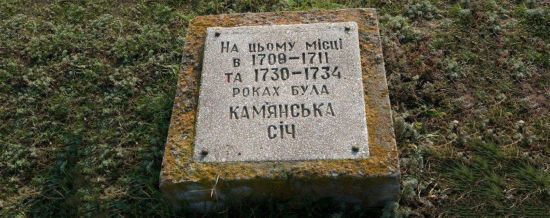 На цьому місці
в 1709–1711
та 1730–1734
роках була
Кам'янська
Січ